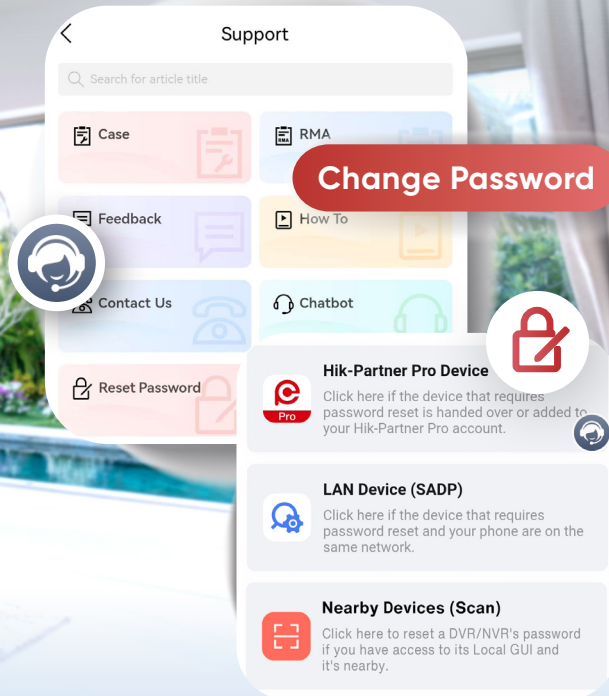 Support
Search for article title
Case
RMA
RMA
Change Password
Feedback
How To
Contact Us
Chatbot
Reset Password
Hik-Partner Pro Device
Click here if the device that requires
password reset is handed over or added to
your Hik-Partner Pro account.
Pro
LAN Device (SADP)
Click here if the device that requires
password reset and your phone are on the
same network.
Nearby Devices (Scan)
Click here to reset a DVR/NVR's password
if you have access to its Local GUI and
it's nearby.